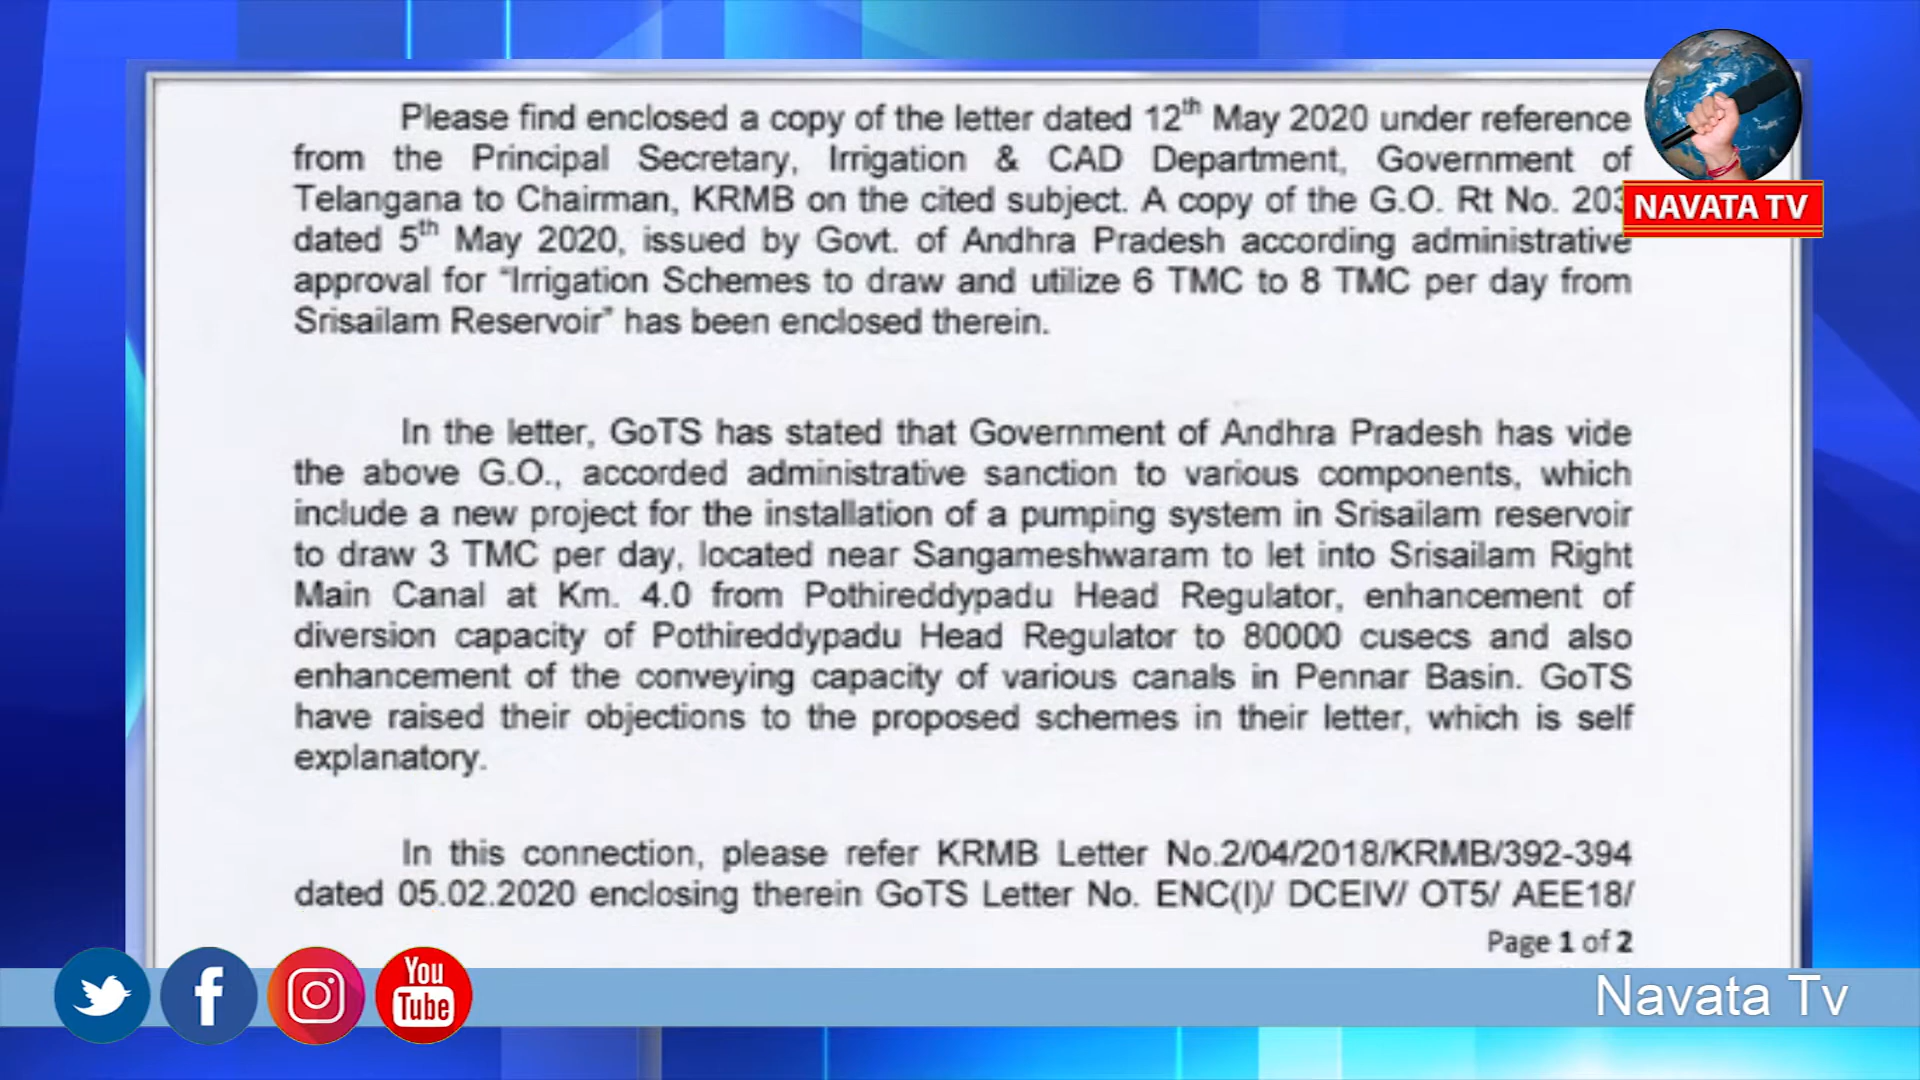 Please find enclosed a copy of the letter dated 12th May 2020 under reference
from the Principal Secretary, Irrigation & CAD Department, Government of
Telangana to Chairman, KRMB on the cited subject. A copy of the G.O. Rt No. 203
dated 5th May 2020, issued by Govt. of Andhra Pradesh according administrative
approval for "Irrigation Schemes to draw and utilize 6 TMC to 8 TMC per day from
Srisailam Reservoir" has been enclosed therein.
In the letter, GoTS has stated that Government of Andhra Pradesh has vide
the above G.O., accorded administrative sanction to various components, which
include a new project for the installation of a pumping system in Srisailam reservoir
to draw 3 TMC per day, located near Sangameshwaram to let into Srisailam Right
Main Canal at Km. 4.0 from Pothireddypadu Head Regulator, enhancement of
diversion capacity of Pothireddypadu Head Regulator to 80000 cusecs and also
enhancement of the conveying capacity of various canals in Pennar Basin. GoTS
have raised their objections to the proposed schemes in their letter, which is self
explanatory.
In this connection, please refer KRMB Letter No.2/04/2018/KRMB/392-394
dated 05.02.2020 enclosing therein GoTS Letter No. ENC(I)/ DCEIV/ OT5/ AEE18/
Page 1 of 2
NAVATA TV
You
Tube
Navata Tv